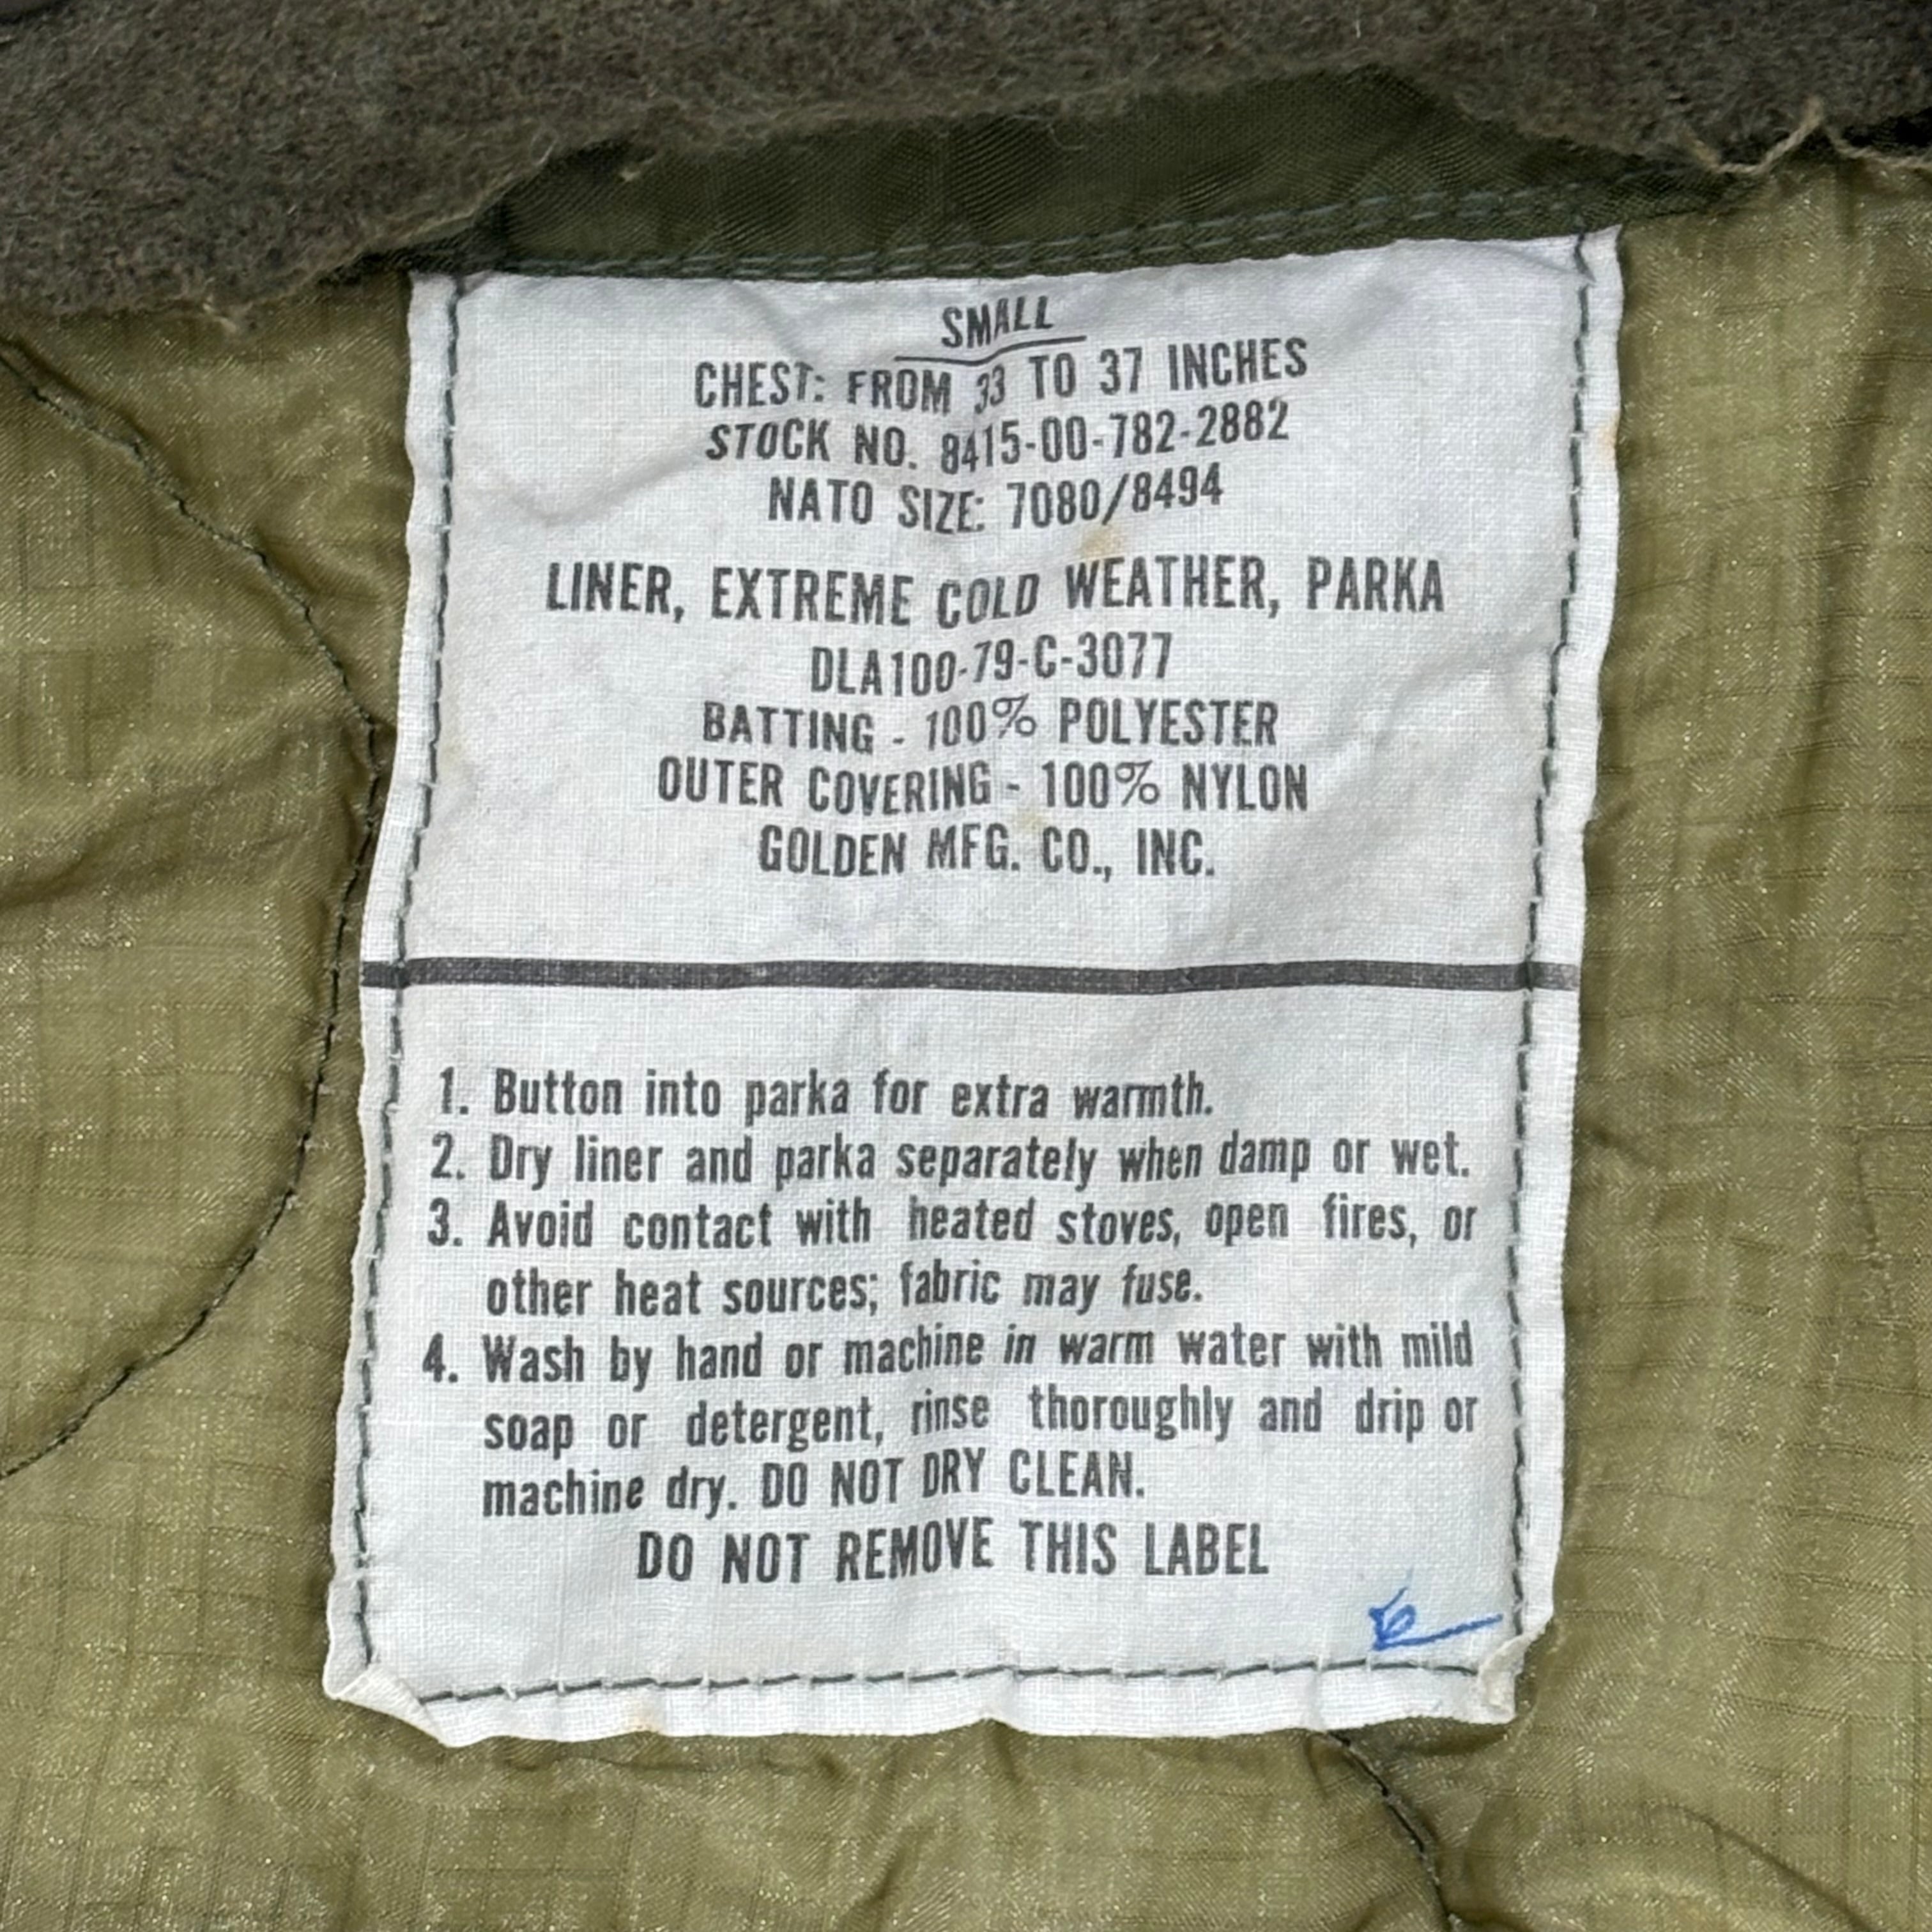 SMALL
CHEST: FROM 33 TO 37 INCHES
STOCK NO. 8415-00-782-2882
NATO SIZE: 7080/8494
LINER, EXTREME COLD WEATHER, PARKA
DLA100-79-C-3077
BATTING - 100% POLYESTER
OUTER COVERING - 100% NYLON
GOLDEN MFG. CO., INC.
1. Button into parka for extra warmth.
2. Dry liner and parka separately when damp or wet.
3. Avoid contact with heated stoves, open fires, or
other heat sources; fabric may fuse.
4. Wash by hand or machine in warm water with mild
soap or detergent, rinse thoroughly and drip or
machine dry. DO NOT DRY CLEAN.
DO NOT REMOVE THIS LABEL